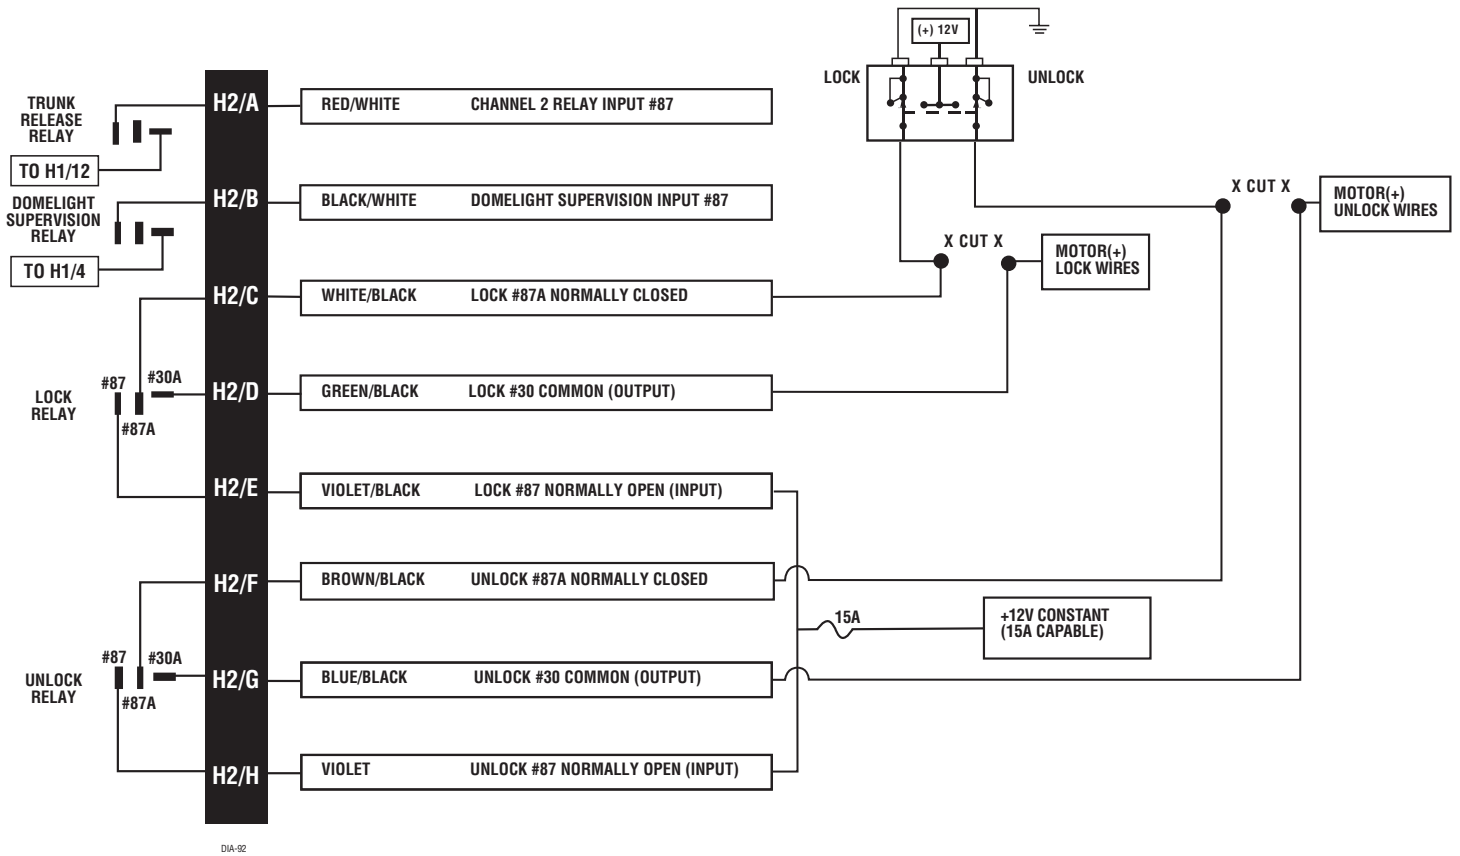 (+) 12V
LOCK
UNLOCK
TRUNK
RELEASE
RELAY
H2/A
RED/WHITE CHANNEL 2 RELAY INPUT #87
TO H1/12
DOMELIGHT
SUPERVISION
RELAY
H2/B
BLACK/WHITE DOMELIGHT SUPERVISION INPUT #87
X CUT X
MOTOR(+)
UNLOCK WIRES
TO H1/4
X CUT X
MOTOR(+)
LOCK WIRES
H2/C
WHITE/BLACK LOCK #87A NORMALLY CLOSED
LOCK
RELAY
#87
#30A
#87A
H2/D
GREEN/BLACK LOCK #30 COMMON (OUTPUT)
H2/E
VIOLET/BLACK LOCK #87 NORMALLY OPEN (INPUT)
H2/F
BROWN/BLACK UNLOCK #87A NORMALLY CLOSED
15A
+12V CONSTANT
(15A CAPABLE)
UNLOCK
RELAY
#87
#30A
#87A
H2/G
BLUE/BLACK UNLOCK #30 COMMON (OUTPUT)
H2/H
VIOLET UNLOCK #87 NORMALLY OPEN (INPUT)
DIA-92